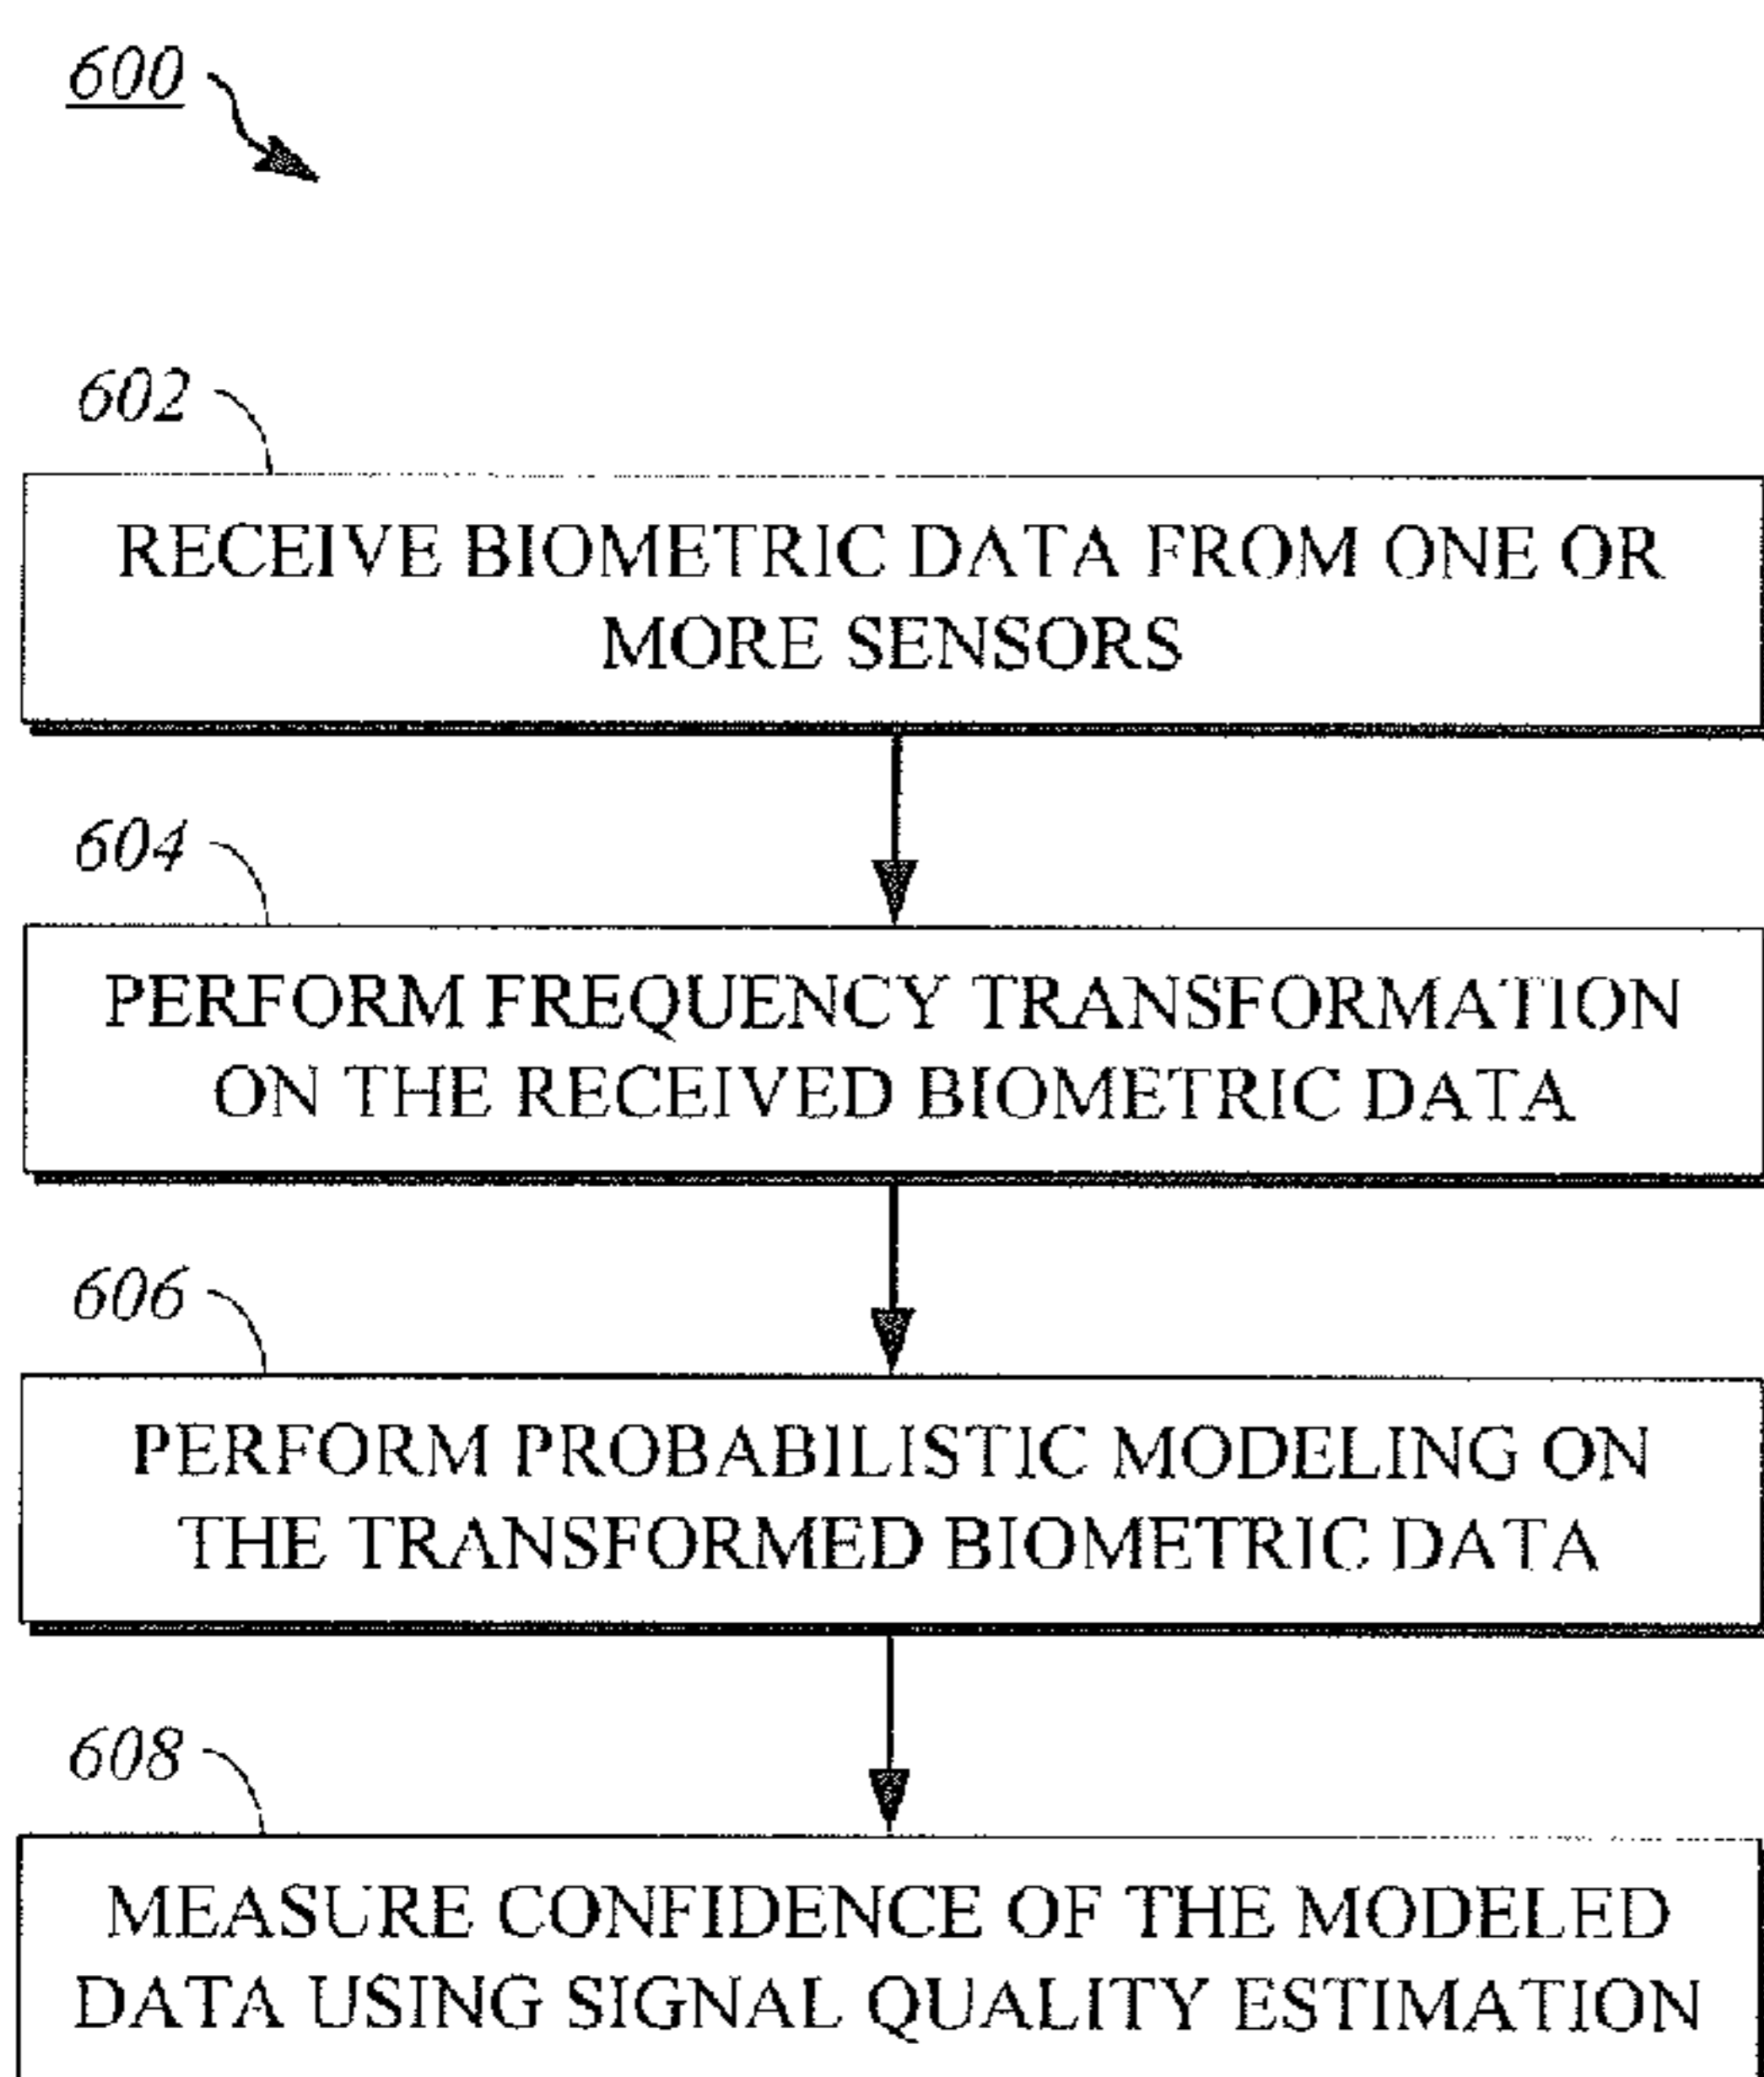 600
602
RECEIVE BIOMETRIC DATA FROM ONE OR
MORE SENSORS
604
PERFORM FREQUENCY TRANSFORMATION
ON THE RECEIVED BIOMETRIC DATA
606
PERFORM PROBABILISTIC MODELING ON
THE TRANSFORMED BIOMETRIC DATA
608
MEASURE CONFIDENCE OF THE MODELED
DATA USING SIGNAL QUALITY ESTIMATION